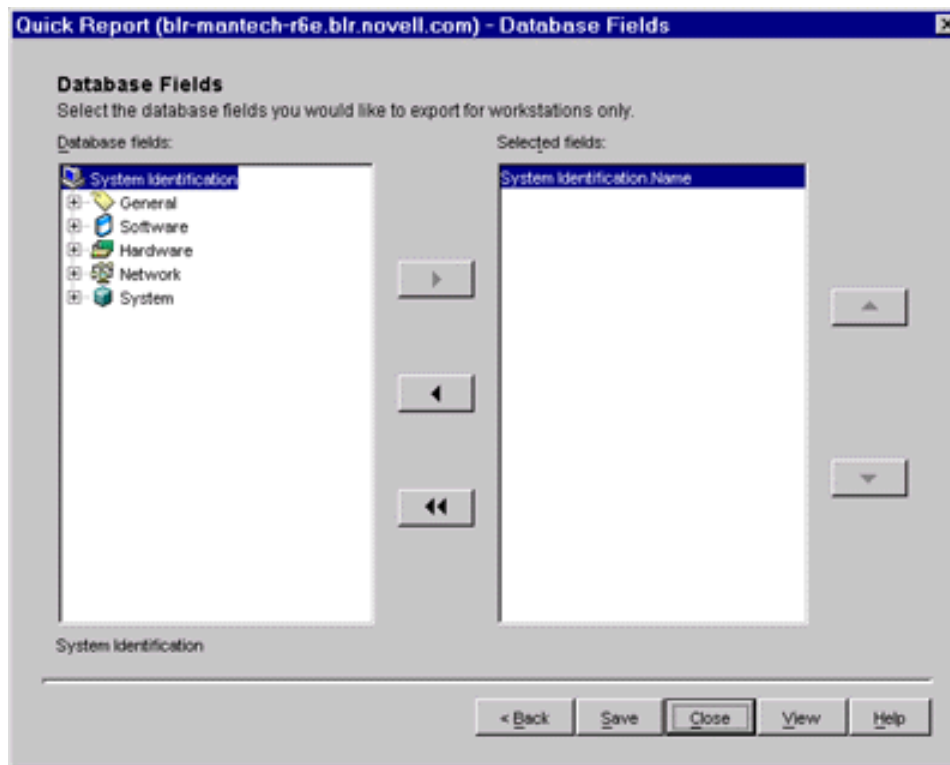 Quick Report (blr-mantech-r6e.blr.novell.com) - Database Fields
Database Fields
Select the database fields you would like to export for workstations only.
Database fields:
Selected fields:
System Identification
General
Software
Hardware
Network
System
System Identification.Name
System Identification
< Back
Save
Close
View
Help